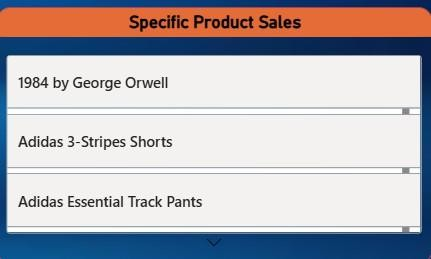 Specific Product Sales
1984 by George Orwell
Adidas 3-Stripes Shorts
Adidas Essential Track Pants